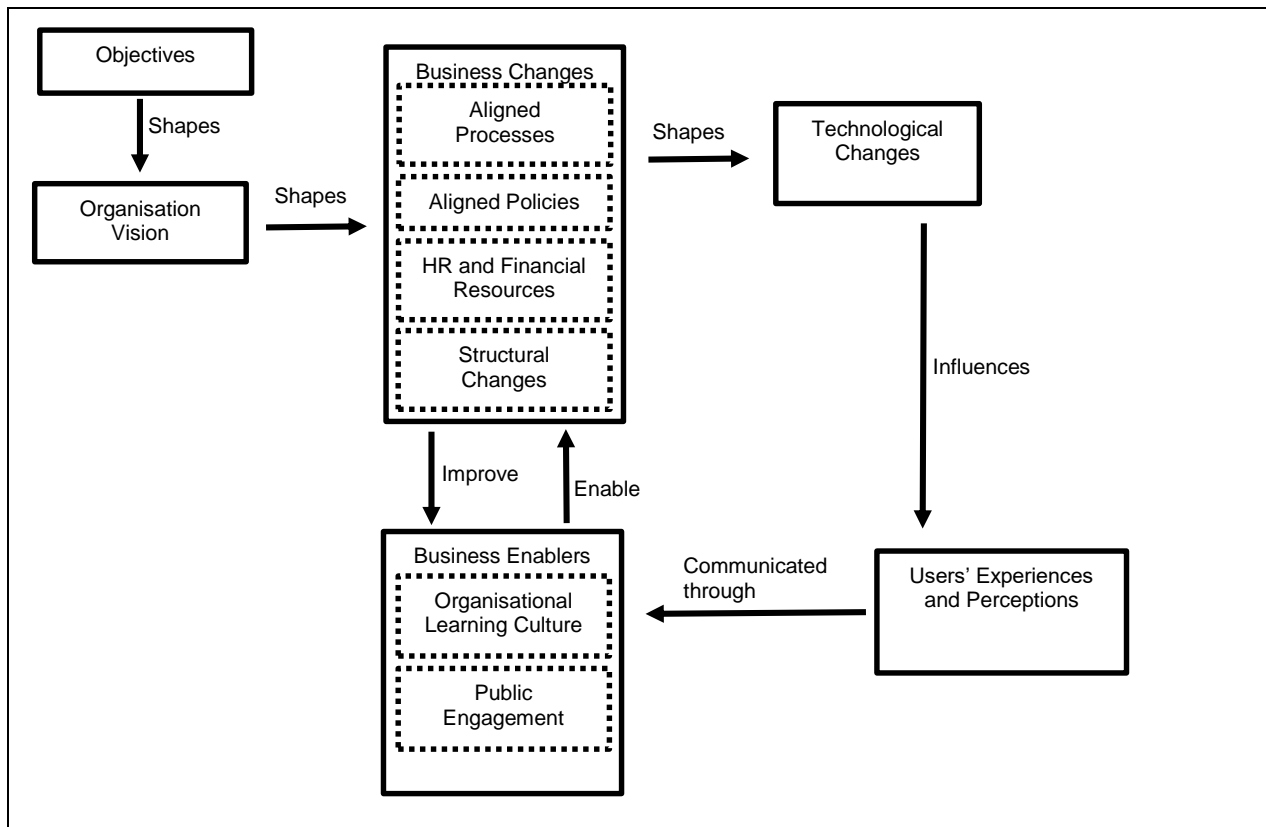 Objectives
Shapes
Organisation
Vision
Shapes
Business Changes
Aligned
Processes
Aligned Policies
HR and Financial
Resources
Structural
Changes
Shapes
Technological
Changes
Influences
Improve
Enable
Business Enablers
Organisational
Learning Culture
Public
Engagement
Communicated
through
Users’ Experiences
and Perceptions